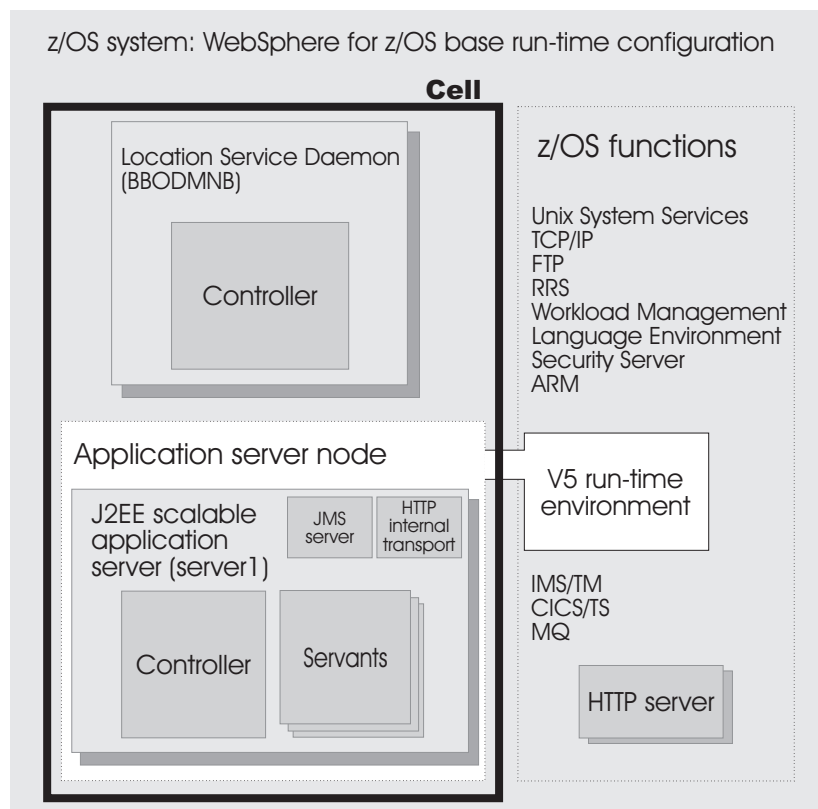 z/OS system: WebSphere for z/OS base run-time configuration
Cell
Location Service Daemon
(BBODMNB)
Controller
Application server node
J2EE scalable
application
server (server1)
JMS
server
HTTP
internal
transport
Controller
Servants
z/OS functions
Unix System Services
TCP/IP
FTP
RRS
Workload Management
Language Environment
Security Server
ARM
V5 run-time
environment
IMS/TM
CICS/TS
MQ
HTTP server